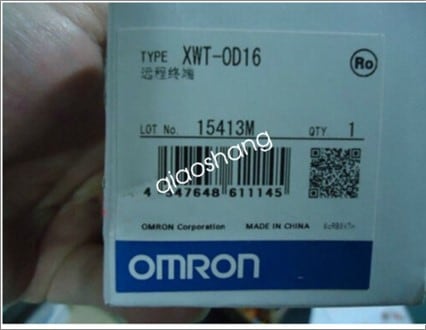 TYPE XWT-OD16
远程终端
Ro
LOT No. 15413M QTY. 1
qiaoshang
4 547648 611145
OMRON Corporation MADE IN CHINA
OMRON